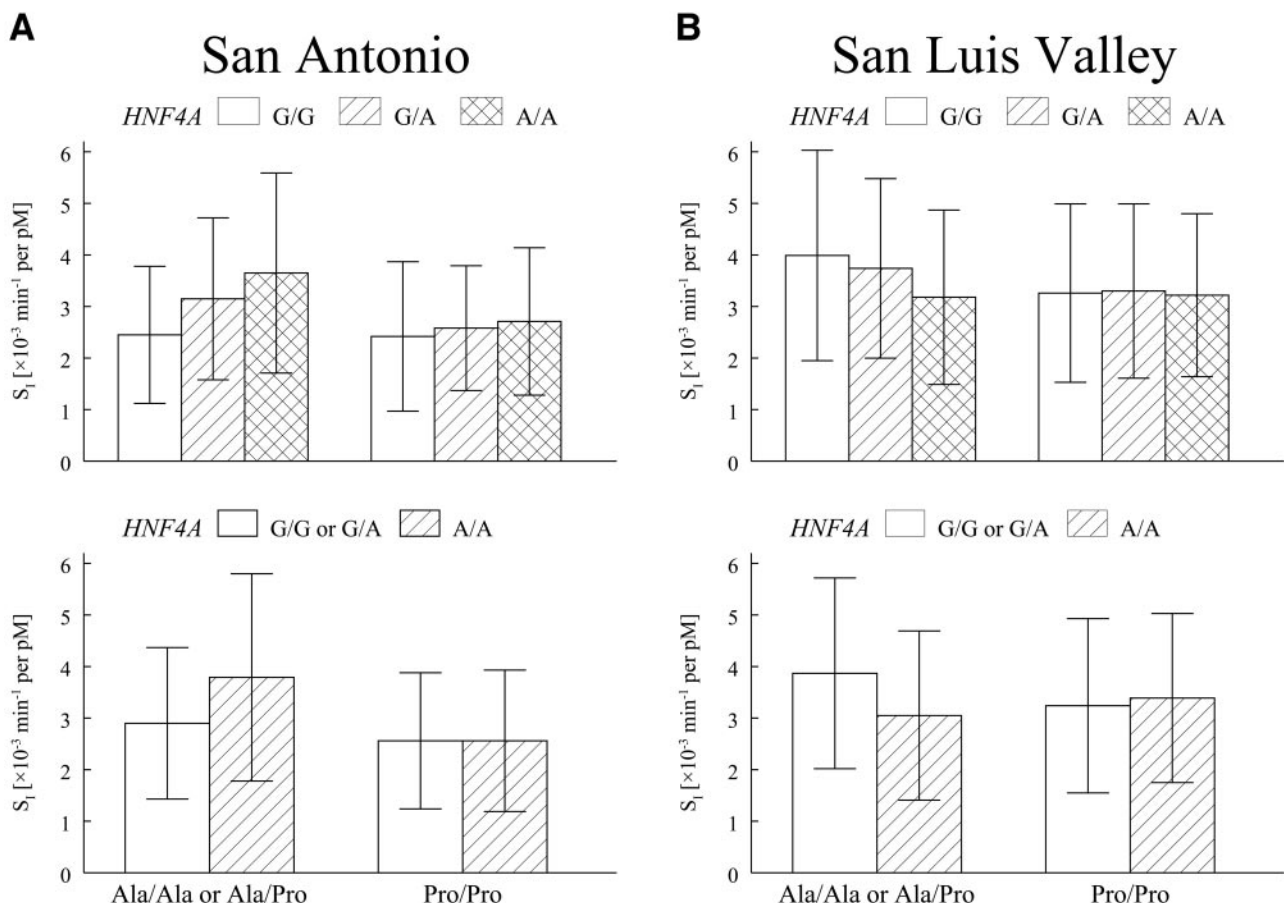 A
San Antonio
HNF4A G/G G/A A/A
6
5
4
3
2
1
0
S_I [×10⁻³ min⁻¹ per pM]
HNF4A G/G or G/A A/A
6
5
4
3
2
1
0
S_I [×10⁻³ min⁻¹ per pM]
Ala/Ala or Ala/Pro Pro/Pro
B
San Luis Valley
HNF4A G/G G/A A/A
6
5
4
3
2
1
0
S_I [×10⁻³ min⁻¹ per pM]
HNF4A G/G or G/A A/A
6
5
4
3
2
1
0
S_I [×10⁻³ min⁻¹ per pM]
Ala/Ala or Ala/Pro Pro/Pro